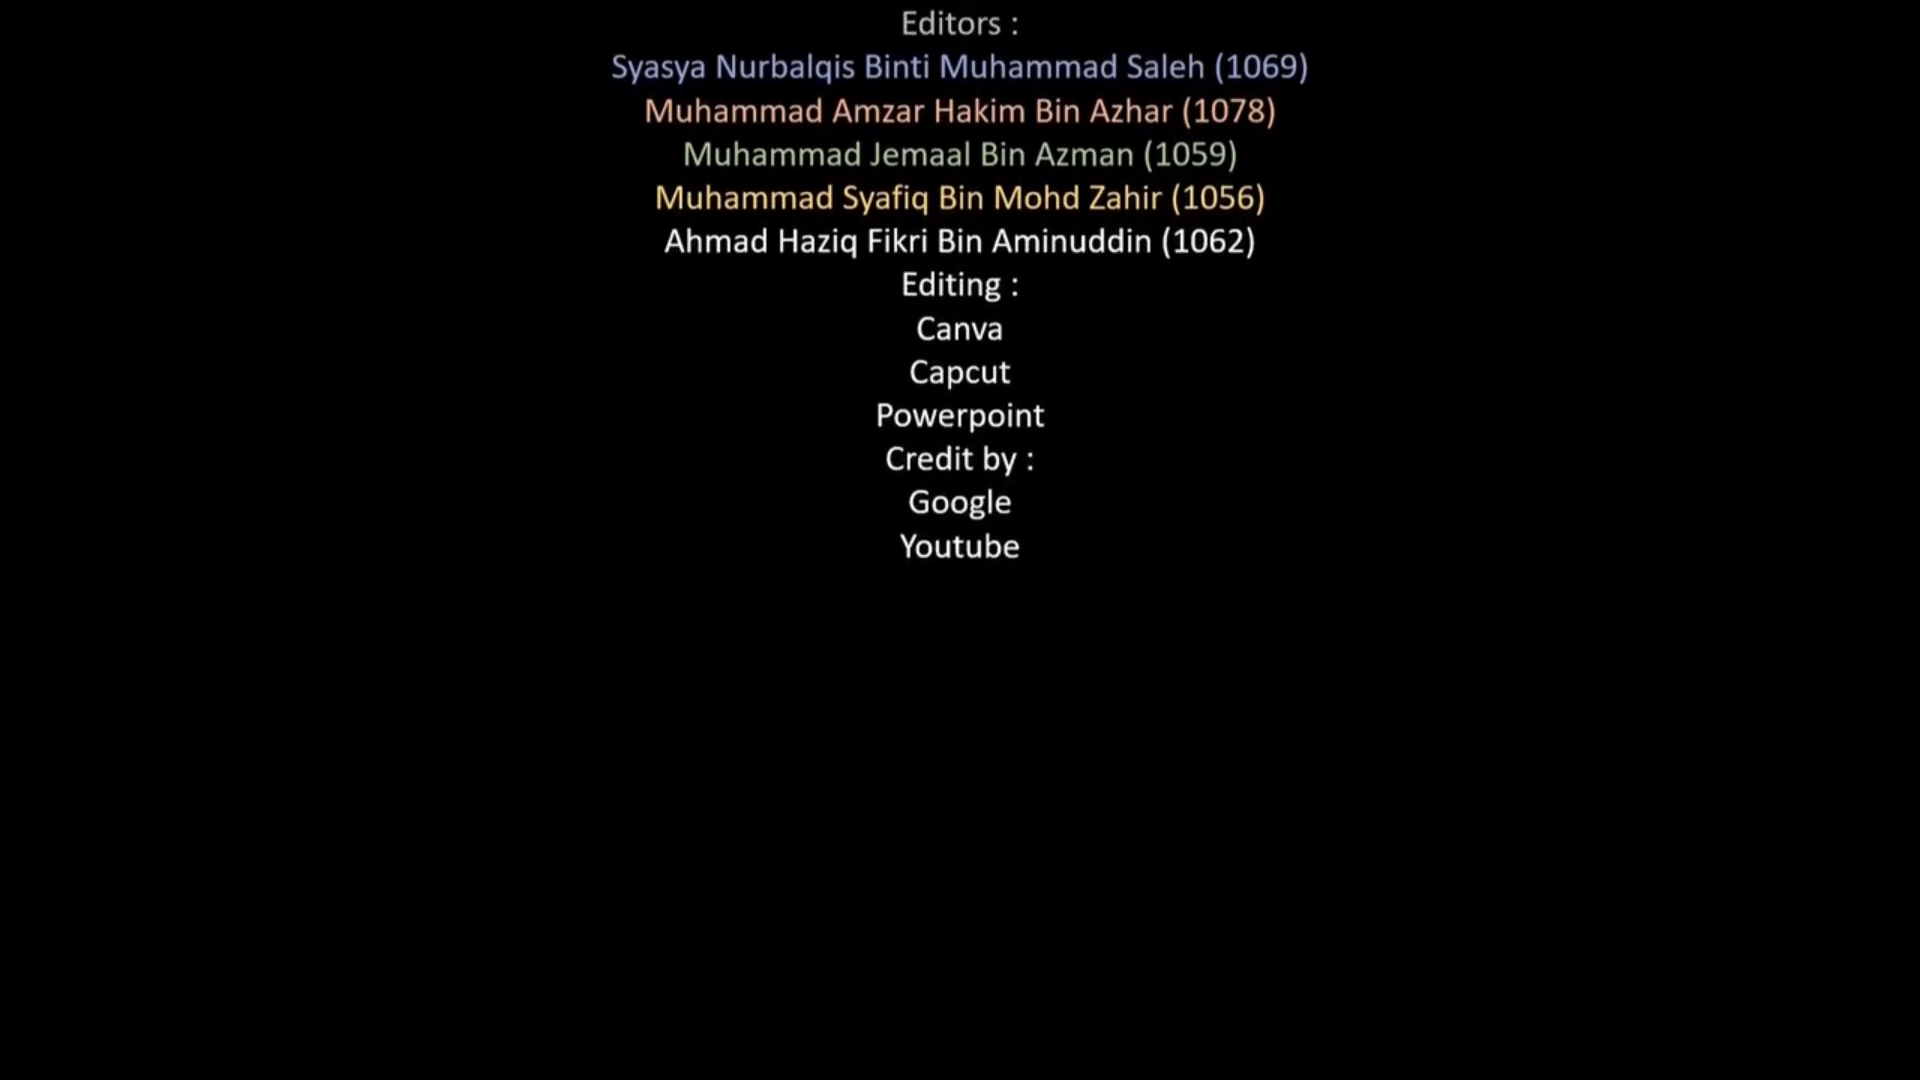 Editors :
Syasya Nurbalqis Binti Muhammad Saleh (1069)
Muhammad Amzar Hakim Bin Azhar (1078)
Muhammad Jemaal Bin Azman (1059)
Muhammad Syafiq Bin Mohd Zahir (1056)
Ahmad Haziq Fikri Bin Aminuddin (1062)
Editing :
Canva
Capcut
Powerpoint
Credit by :
Google
Youtube